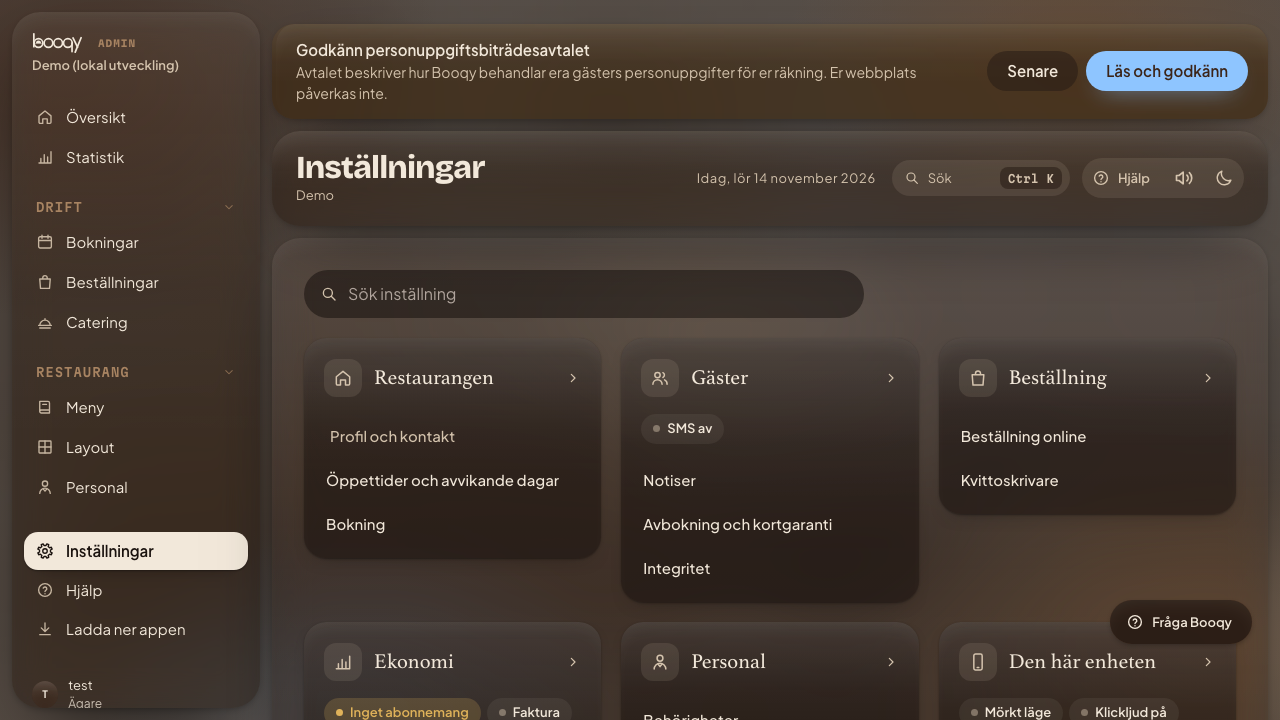 booqy ADMIN
Demo (lokal utveckling)
Översikt
Statistik
DRIFT
Bokningar
Beställningar
Catering
RESTAURANG
Meny
Layout
Personal
Inställningar
Hjälp
Ladda ner appen
T
test
Ägare
Godkänn personuppgiftsbiträdesavtalet
Avtalet beskriver hur Booqy behandlar era gästers personuppgifter för er räkning. Er webbplats
påverkas inte.
Senare
Läs och godkänn
Inställningar
Demo
Idag, lör 14 november 2026
Sök
Ctrl K
Hjälp
Sök inställning
Restaurangen
Profil och kontakt
Öppettider och avvikande dagar
Bokning
Gäster
SMS av
Notiser
Avbokning och kortgaranti
Integritet
Beställning
Beställning online
Kvittoskrivare
Ekonomi
Inget abonnemang
Faktura
Personal
Behörigheter
Den här enheten
Mörkt läge
Klickljud på
Fråga Booqy